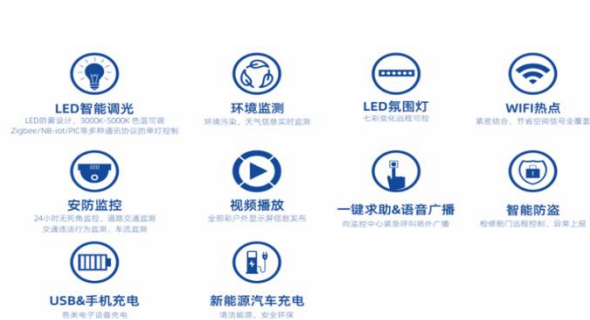 LED智能调光
LED防雾设计、3000K-5000K 色温可调
Zigbee/NB-iot/PIC等多种通讯协议的单灯控制
环境监测
环境污染、天气信息实时监测
LED氛围灯
七彩变化远程可控
WIFI热点
紧密结合、节省空间信号全覆盖
安防监控
24小时无死角监控、道路交通监测
交通违法行为监测、车流监测
视频播放
全部彩户外显示屏信息发布
一键求助&语音广播
向监控中心紧急呼叫场外广播
智能防盗
检修舱门远程控制、异常上报
USB&手机充电
各类电子设备充电
新能源汽车充电
清洁能源、安全环保